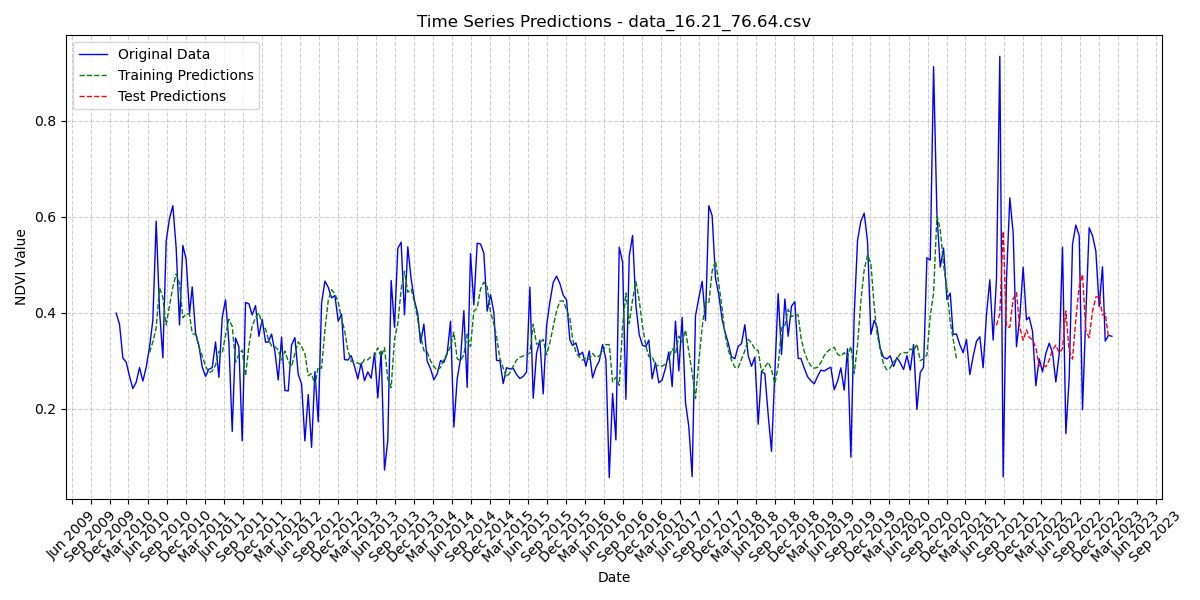 Time Series Predictions - data_16.21_76.64.csv
Original Data
Training Predictions
Test Predictions
NDVI Value
0.8
0.6
0.4
0.2
Jun 2009
Sep 2009
Dec 2009
Mar 2010
Jun 2010
Sep 2010
Dec 2010
Mar 2011
Jun 2011
Sep 2011
Dec 2011
Mar 2012
Jun 2012
Sep 2012
Dec 2012
Mar 2013
Jun 2013
Sep 2013
Dec 2013
Mar 2014
Jun 2014
Sep 2014
Dec 2014
Mar 2015
Jun 2015
Sep 2015
Dec 2015
Mar 2016
Jun 2016
Sep 2016
Dec 2016
Mar 2017
Jun 2017
Sep 2017
Dec 2017
Mar 2018
Jun 2018
Sep 2018
Dec 2018
Mar 2019
Jun 2019
Sep 2019
Dec 2019
Mar 2020
Jun 2020
Sep 2020
Dec 2020
Mar 2021
Jun 2021
Sep 2021
Dec 2021
Mar 2022
Jun 2022
Sep 2022
Dec 2022
Mar 2023
Jun 2023
Sep 2023
Date